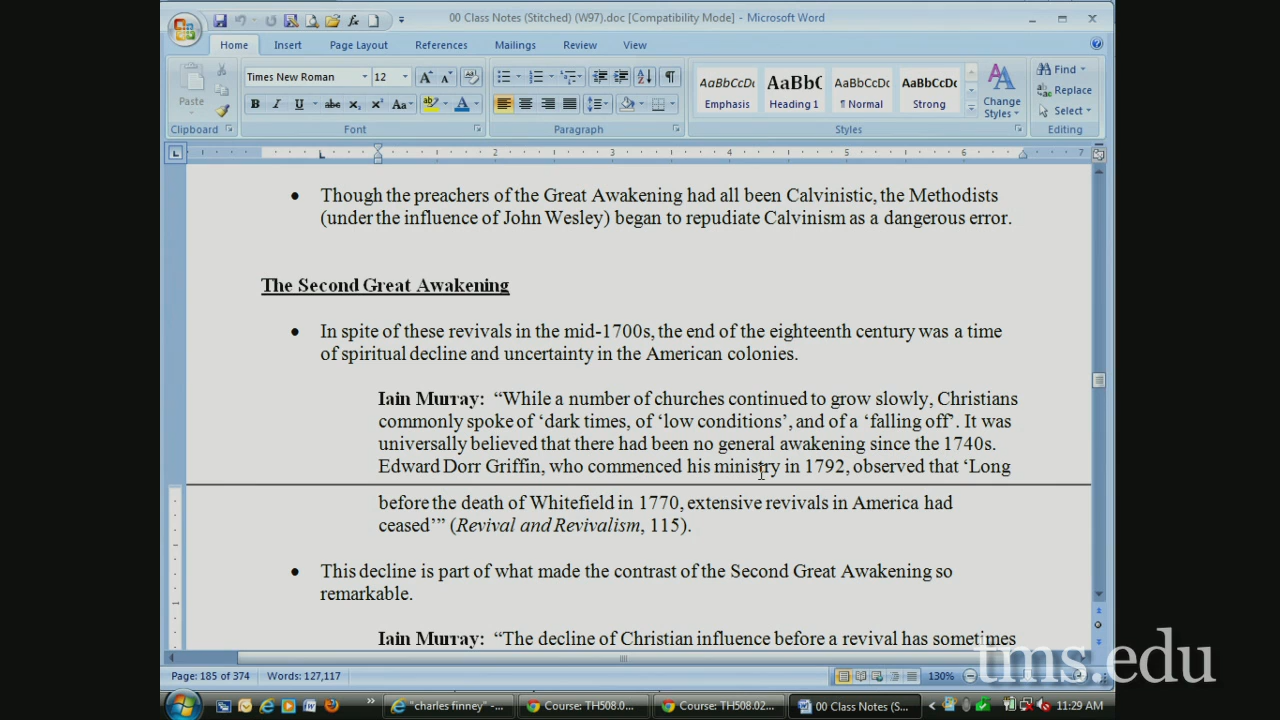 00 Class Notes (Stitched) (W97).doc [Compatibility Mode] - Microsoft Word
Home Insert Page Layout References Mailings Review View
Times New Roman 12
AaBbCcDc AaBb( AaBbCcDc AaBbCcDc
Emphasis Heading 1 ¶ Normal Strong
Paste
Change
Styles
Find
Replace
Select
Clipboard Font Paragraph Styles Editing
2 3 4 5 6 7
• Though the preachers of the Great Awakening had all been Calvinistic, the Methodists
(under the influence of John Wesley) began to repudiate Calvinism as a dangerous error.
The Second Great Awakening
• In spite of these revivals in the mid-1700s, the end of the eighteenth century was a time
of spiritual decline and uncertainty in the American colonies.
Iain Murray: “While a number of churches continued to grow slowly, Christians
commonly spoke of ‘dark times, of ‘low conditions’, and of a ‘falling off’. It was
universally believed that there had been no general awakening since the 1740s.
Edward Dorr Griffin, who commenced his ministry in 1792, observed that ‘Long
before the death of Whitefield in 1770, extensive revivals in America had
ceased’” (Revival and Revivalism, 115).
• This decline is part of what made the contrast of the Second Great Awakening so
remarkable.
Iain Murray: “The decline of Christian influence before a revival has sometimes
tms.edu
Page: 185 of 374 Words: 127,117 130%
"charles finney" -... Course: TH508.0... Course: TH508.02... 00 Class Notes (S... 11:29 AM